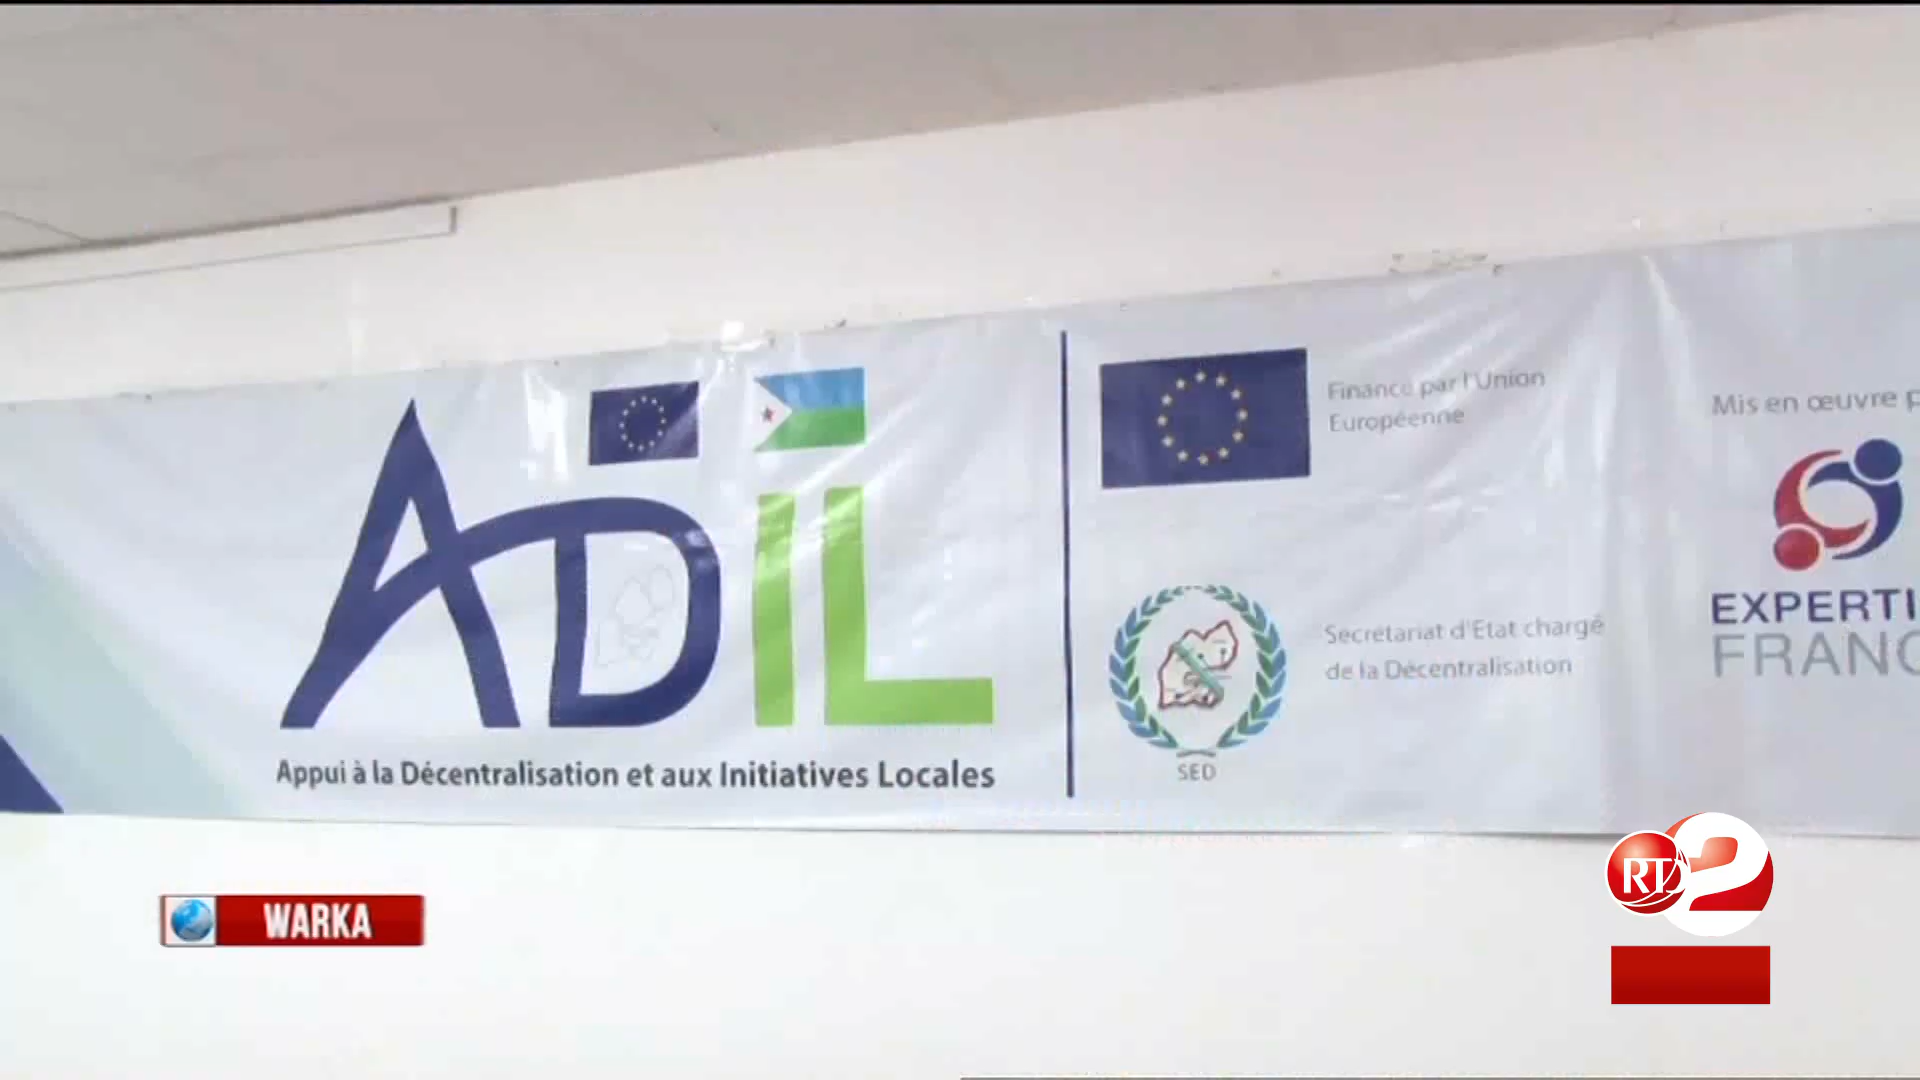 ADIL
Appui à la Décentralisation et aux Initiatives Locales
Financé par l'Union
Européenne
Secrétariat d'Etat chargé
de la Décentralisation
SED
Mis en œuvre
EXPERTI
FRANC
WARKA
RT
2